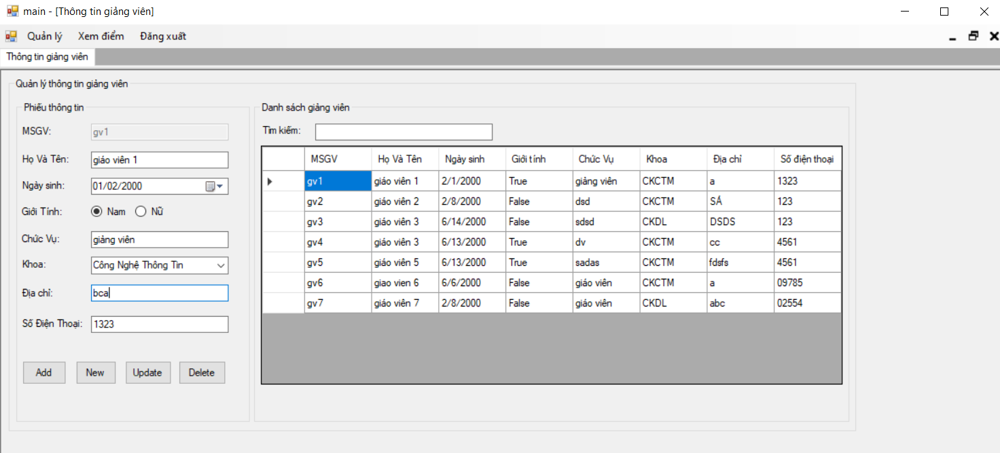 main - [Thông tin giảng viên]
Quản lý Xem điểm Đăng xuất
Thông tin giảng viên
Quản lý thông tin giảng viên
Phiếu thông tin
MSGV: gv1
Họ Và Tên: giáo viên 1
Ngày sinh: 01/02/2000
Giới Tính: Nam Nữ
Chức Vụ: giảng viên
Khoa: Công Nghệ Thông Tin
Địa chỉ: bca
Số Điện Thoại: 1323
Add New Update Delete
Danh sách giảng viên
Tìm kiếm:
MSGV Họ Và Tên Ngày sinh Giới tính Chức Vụ Khoa Địa chỉ Số điện thoại
gv1 giáo viên 1 2/1/2000 True giảng viên CKCTM a 1323
gv2 giáo viên 2 2/8/2000 False dsd CKCTM SÁ 123
gv3 giáo viên 3 6/14/2000 False sdsd CKDL DSDS 123
gv4 giáo viên 3 6/13/2000 True dv CKCTM cc 4561
gv5 giáo viên 5 6/13/2000 True sadas CKCTM fdsfs 4561
gv6 giao vien 6 6/6/2000 False giáo viên CKCTM a 09785
gv7 giáo viên 7 2/8/2000 False giáo viên CKDL abc 02554